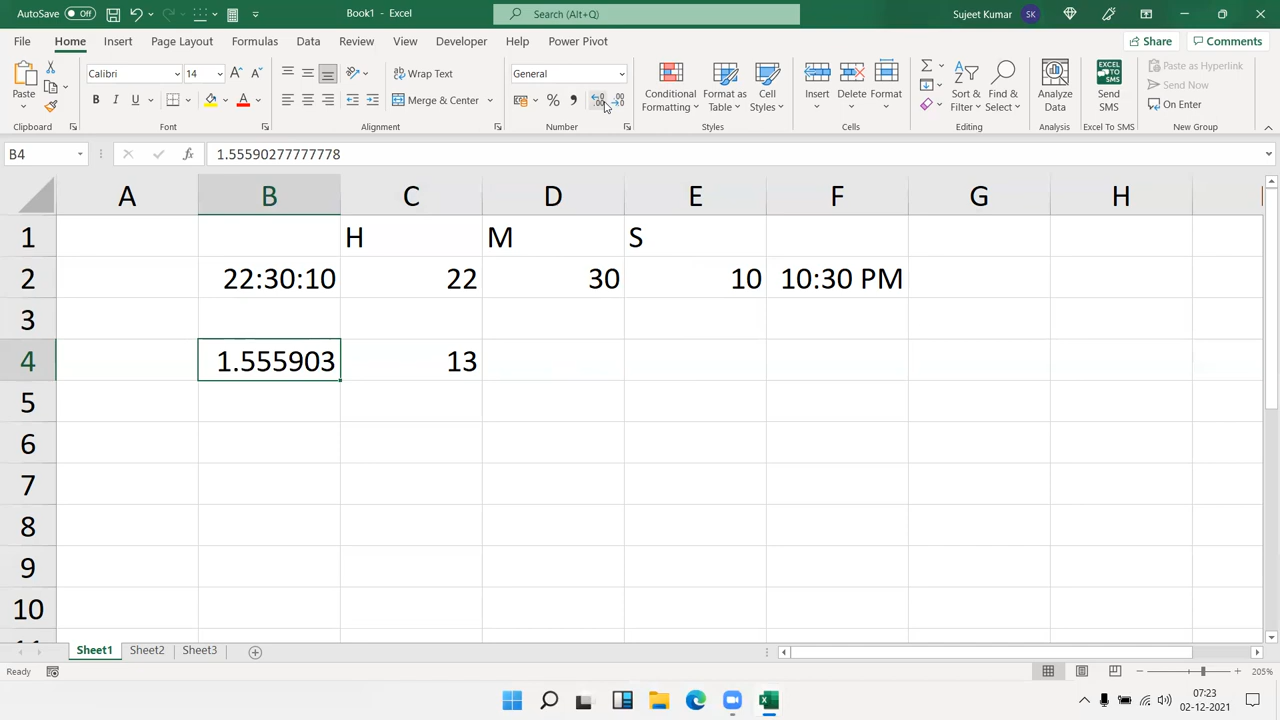 AutoSave Off Book1 - Excel Search (Alt+Q) Sujeet Kumar SK
File Home Insert Page Layout Formulas Data Review View Developer Help Power Pivot Share Comments
Paste Calibri 14 A A Wrap Text General Conditional Formatting Format as Table Cell Styles Insert Delete Format Sort & Filter Find & Select Analyze Data Send SMS Paste as Hyperlink
Send Now
B I U A Merge & Center % On Enter
Clipboard Font Alignment Number Styles Cells Editing Analysis Excel To SMS New Group
B4 fx 1.55590277777778
A B C D E F G H
1 H M S
2 22:30:10 22 30 10 10:30 PM
3
4 1.555903 13
5
6
7
8
9
10
Sheet1 Sheet2 Sheet3
Ready 205%
07:23
02-12-2021